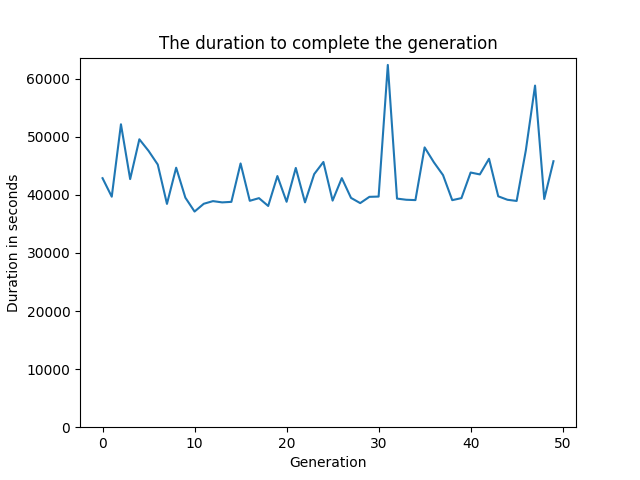 The duration to complete the generation
Duration in seconds
60000
50000
40000
30000
20000
10000
0
0 10 20 30 40 50
Generation